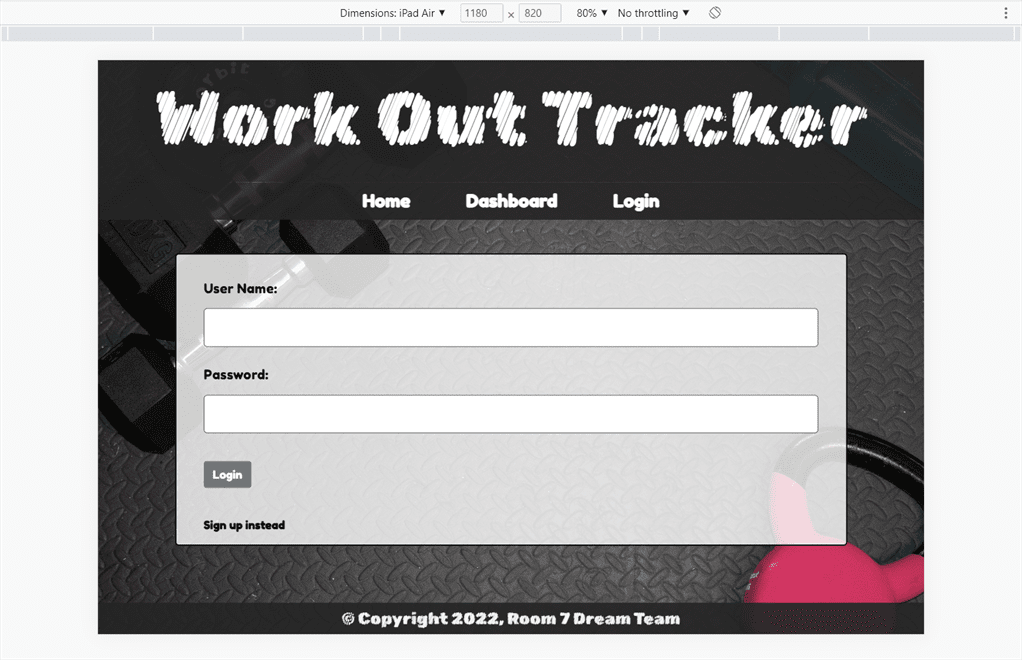 Dimensions: iPad Air ▼ 1180 × 820 80% ▼ No throttling ▼
Work Out Tracker
Home Dashboard Login
User Name:
Password:
Login
Sign up instead
© Copyright 2022, Room 7 Dream Team